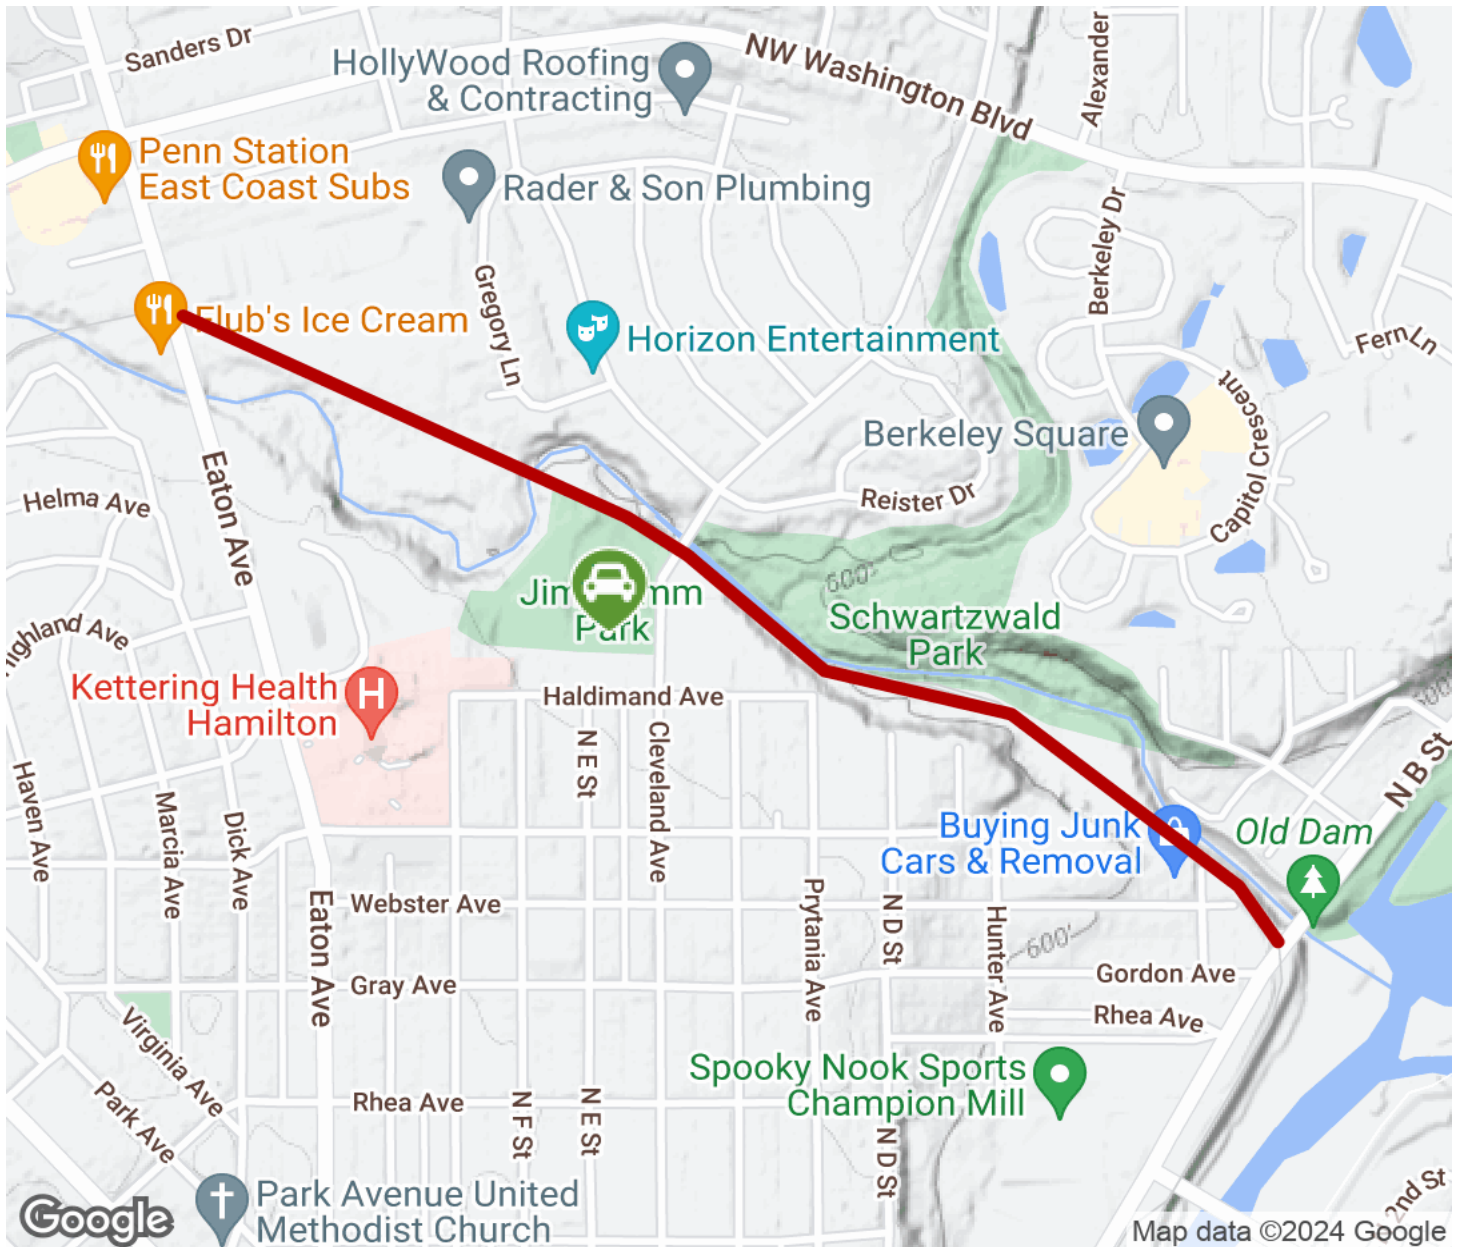 Sanders Dr
HollyWood Roofing
& Contracting
NW Washington Blvd
Alexander
Penn Station
East Coast Subs
Rader & Son Plumbing
Berkeley Dr
Flub's Ice Cream
Gregory Ln
Horizon Entertainment
Fern Ln
Capitol Crescent
Berkeley Square
Helma Ave
Eaton Ave
Reister Dr
600'
Schwartzwald
Park
Park
Highland Ave
Kettering Health
Hamilton
Haldimand Ave
600'
N E St
Cleveland Ave
N B St
Haven Ave
Marcia Ave
Dick Ave
Buying Junk
Cars & Removal
Old Dam
Eaton Ave
Webster Ave
Prytania Ave
N D St
Hunter Ave
600'
Gray Ave
Gordon Ave
Rhea Ave
Virginia Ave
Park Ave
Spooky Nook Sports
Champion Mill
Rhea Ave
N F St
N E St
N D St
2nd St
Park Avenue United
Methodist Church
Google
Map data ©2024 Google